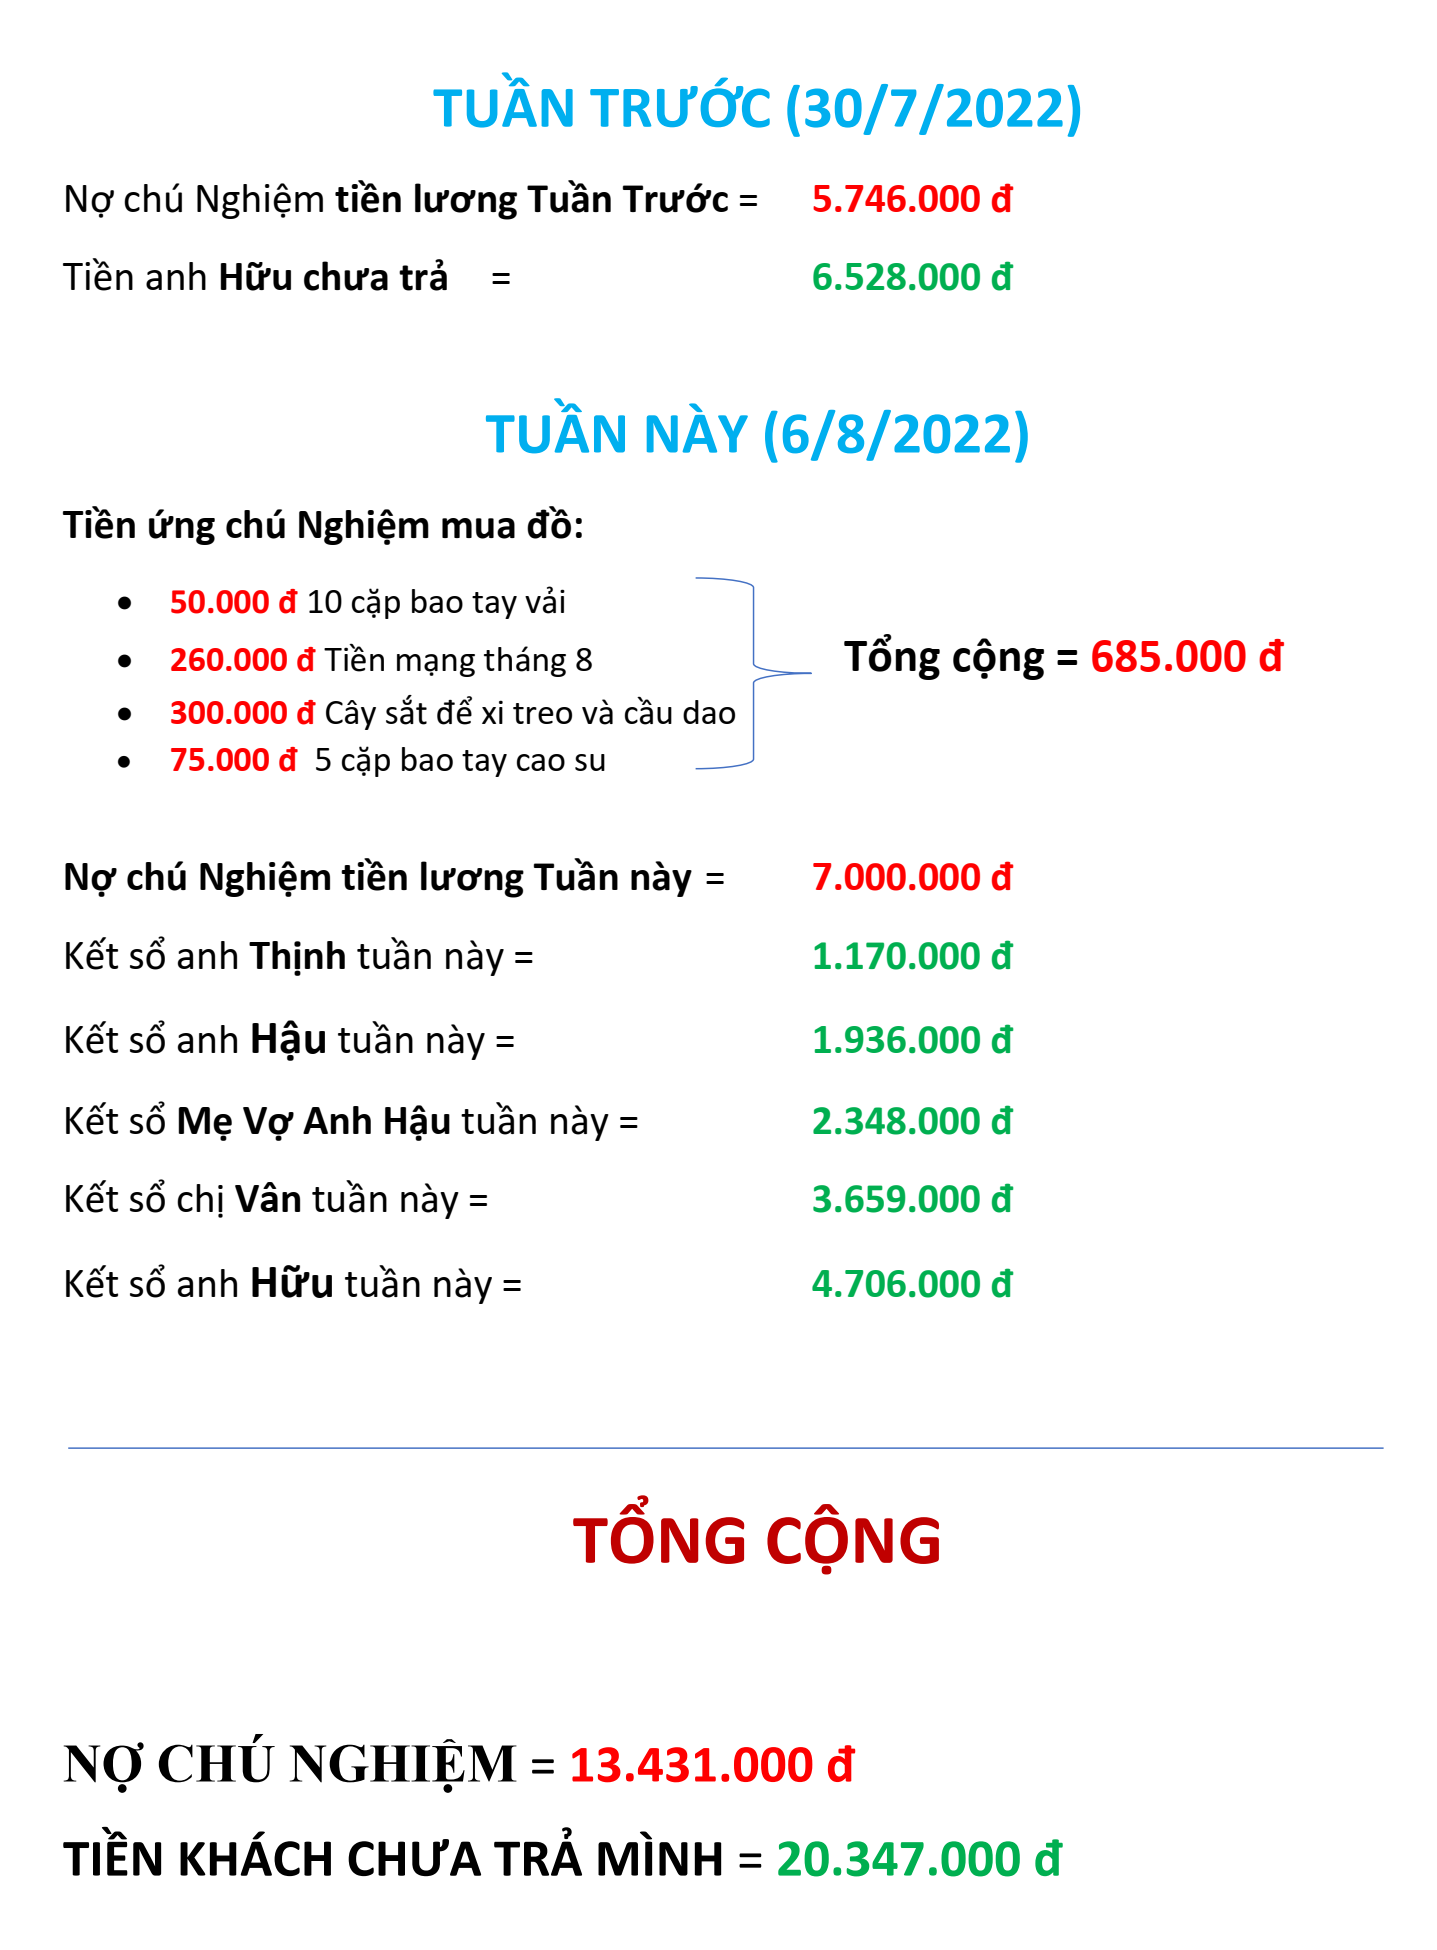 TUẦN TRƯỚC (30/7/2022)
Nợ chú Nghiệm tiền lương Tuần Trước = 5.746.000 đ
Tiền anh Hữu chưa trả = 6.528.000 đ
TUẦN NÀY (6/8/2022)
Tiền ứng chú Nghiệm mua đồ:
• 50.000 đ 10 cặp bao tay vải
• 260.000 đ Tiền mạng tháng 8
• 300.000 đ Cây sắt để xi treo và cầu dao
• 75.000 đ 5 cặp bao tay cao su
Tổng cộng = 685.000 đ
Nợ chú Nghiệm tiền lương Tuần này = 7.000.000 đ
Kết sổ anh Thịnh tuần này = 1.170.000 đ
Kết sổ anh Hậu tuần này = 1.936.000 đ
Kết sổ Mẹ Vợ Anh Hậu tuần này = 2.348.000 đ
Kết sổ chị Vân tuần này = 3.659.000 đ
Kết sổ anh Hữu tuần này = 4.706.000 đ
TỔNG CỘNG
NỢ CHÚ NGHIỆM = 13.431.000 đ
TIỀN KHÁCH CHƯA TRẢ MÌNH = 20.347.000 đ